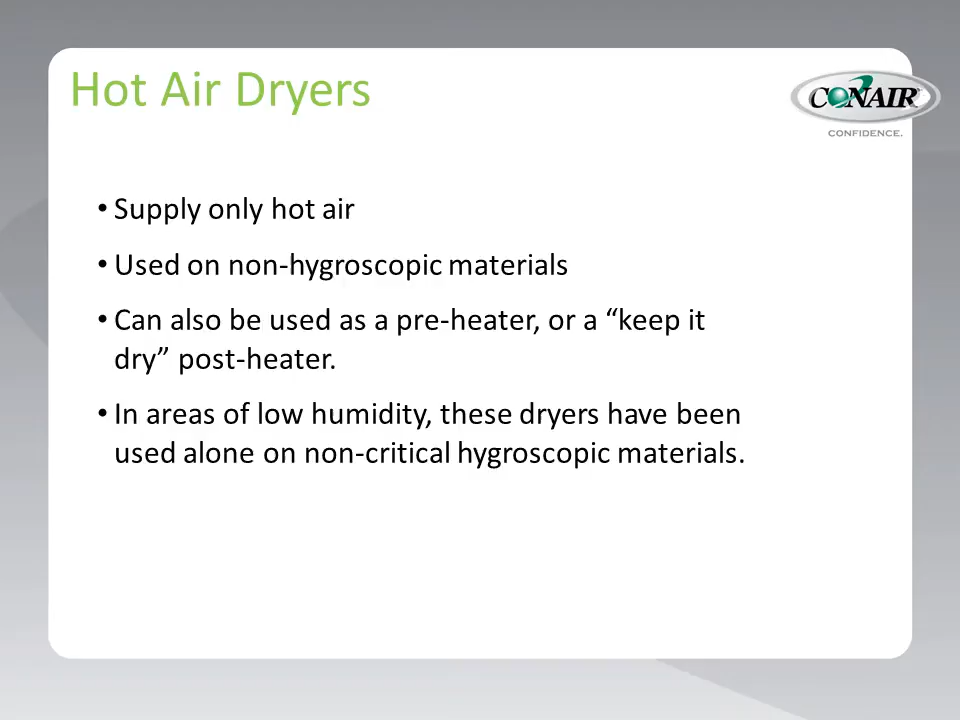 Hot Air Dryers
CONAIR
CONFIDENCE.
• Supply only hot air
• Used on non-hygroscopic materials
• Can also be used as a pre-heater, or a “keep it
dry” post-heater.
• In areas of low humidity, these dryers have been
used alone on non-critical hygroscopic materials.